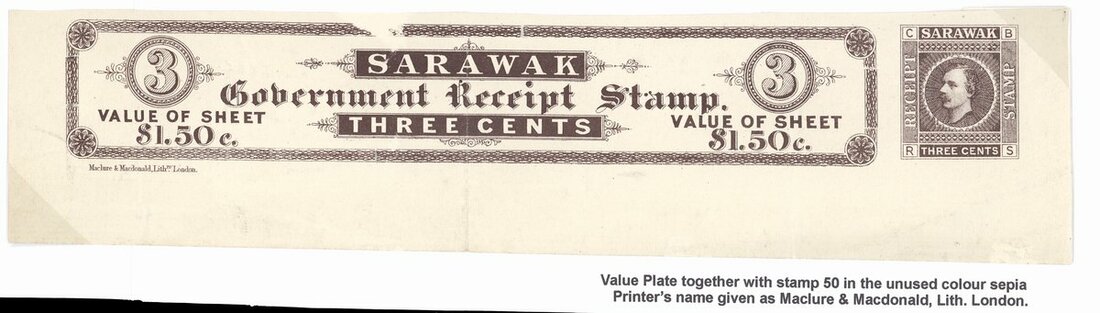 3
VALUE OF SHEET
$1.50c.
SARAWAK
Government Receipt Stamp.
THREE CENTS
3
VALUE OF SHEET
$1.50c.
Maclure & Macdonald, Lithrs. London.
C SARAWAK B
RECEIPT
STAMP
R THREE CENTS S
Value Plate together with stamp 50 in the unused colour sepia
Printer's name given as Maclure & Macdonald, Lith. London.